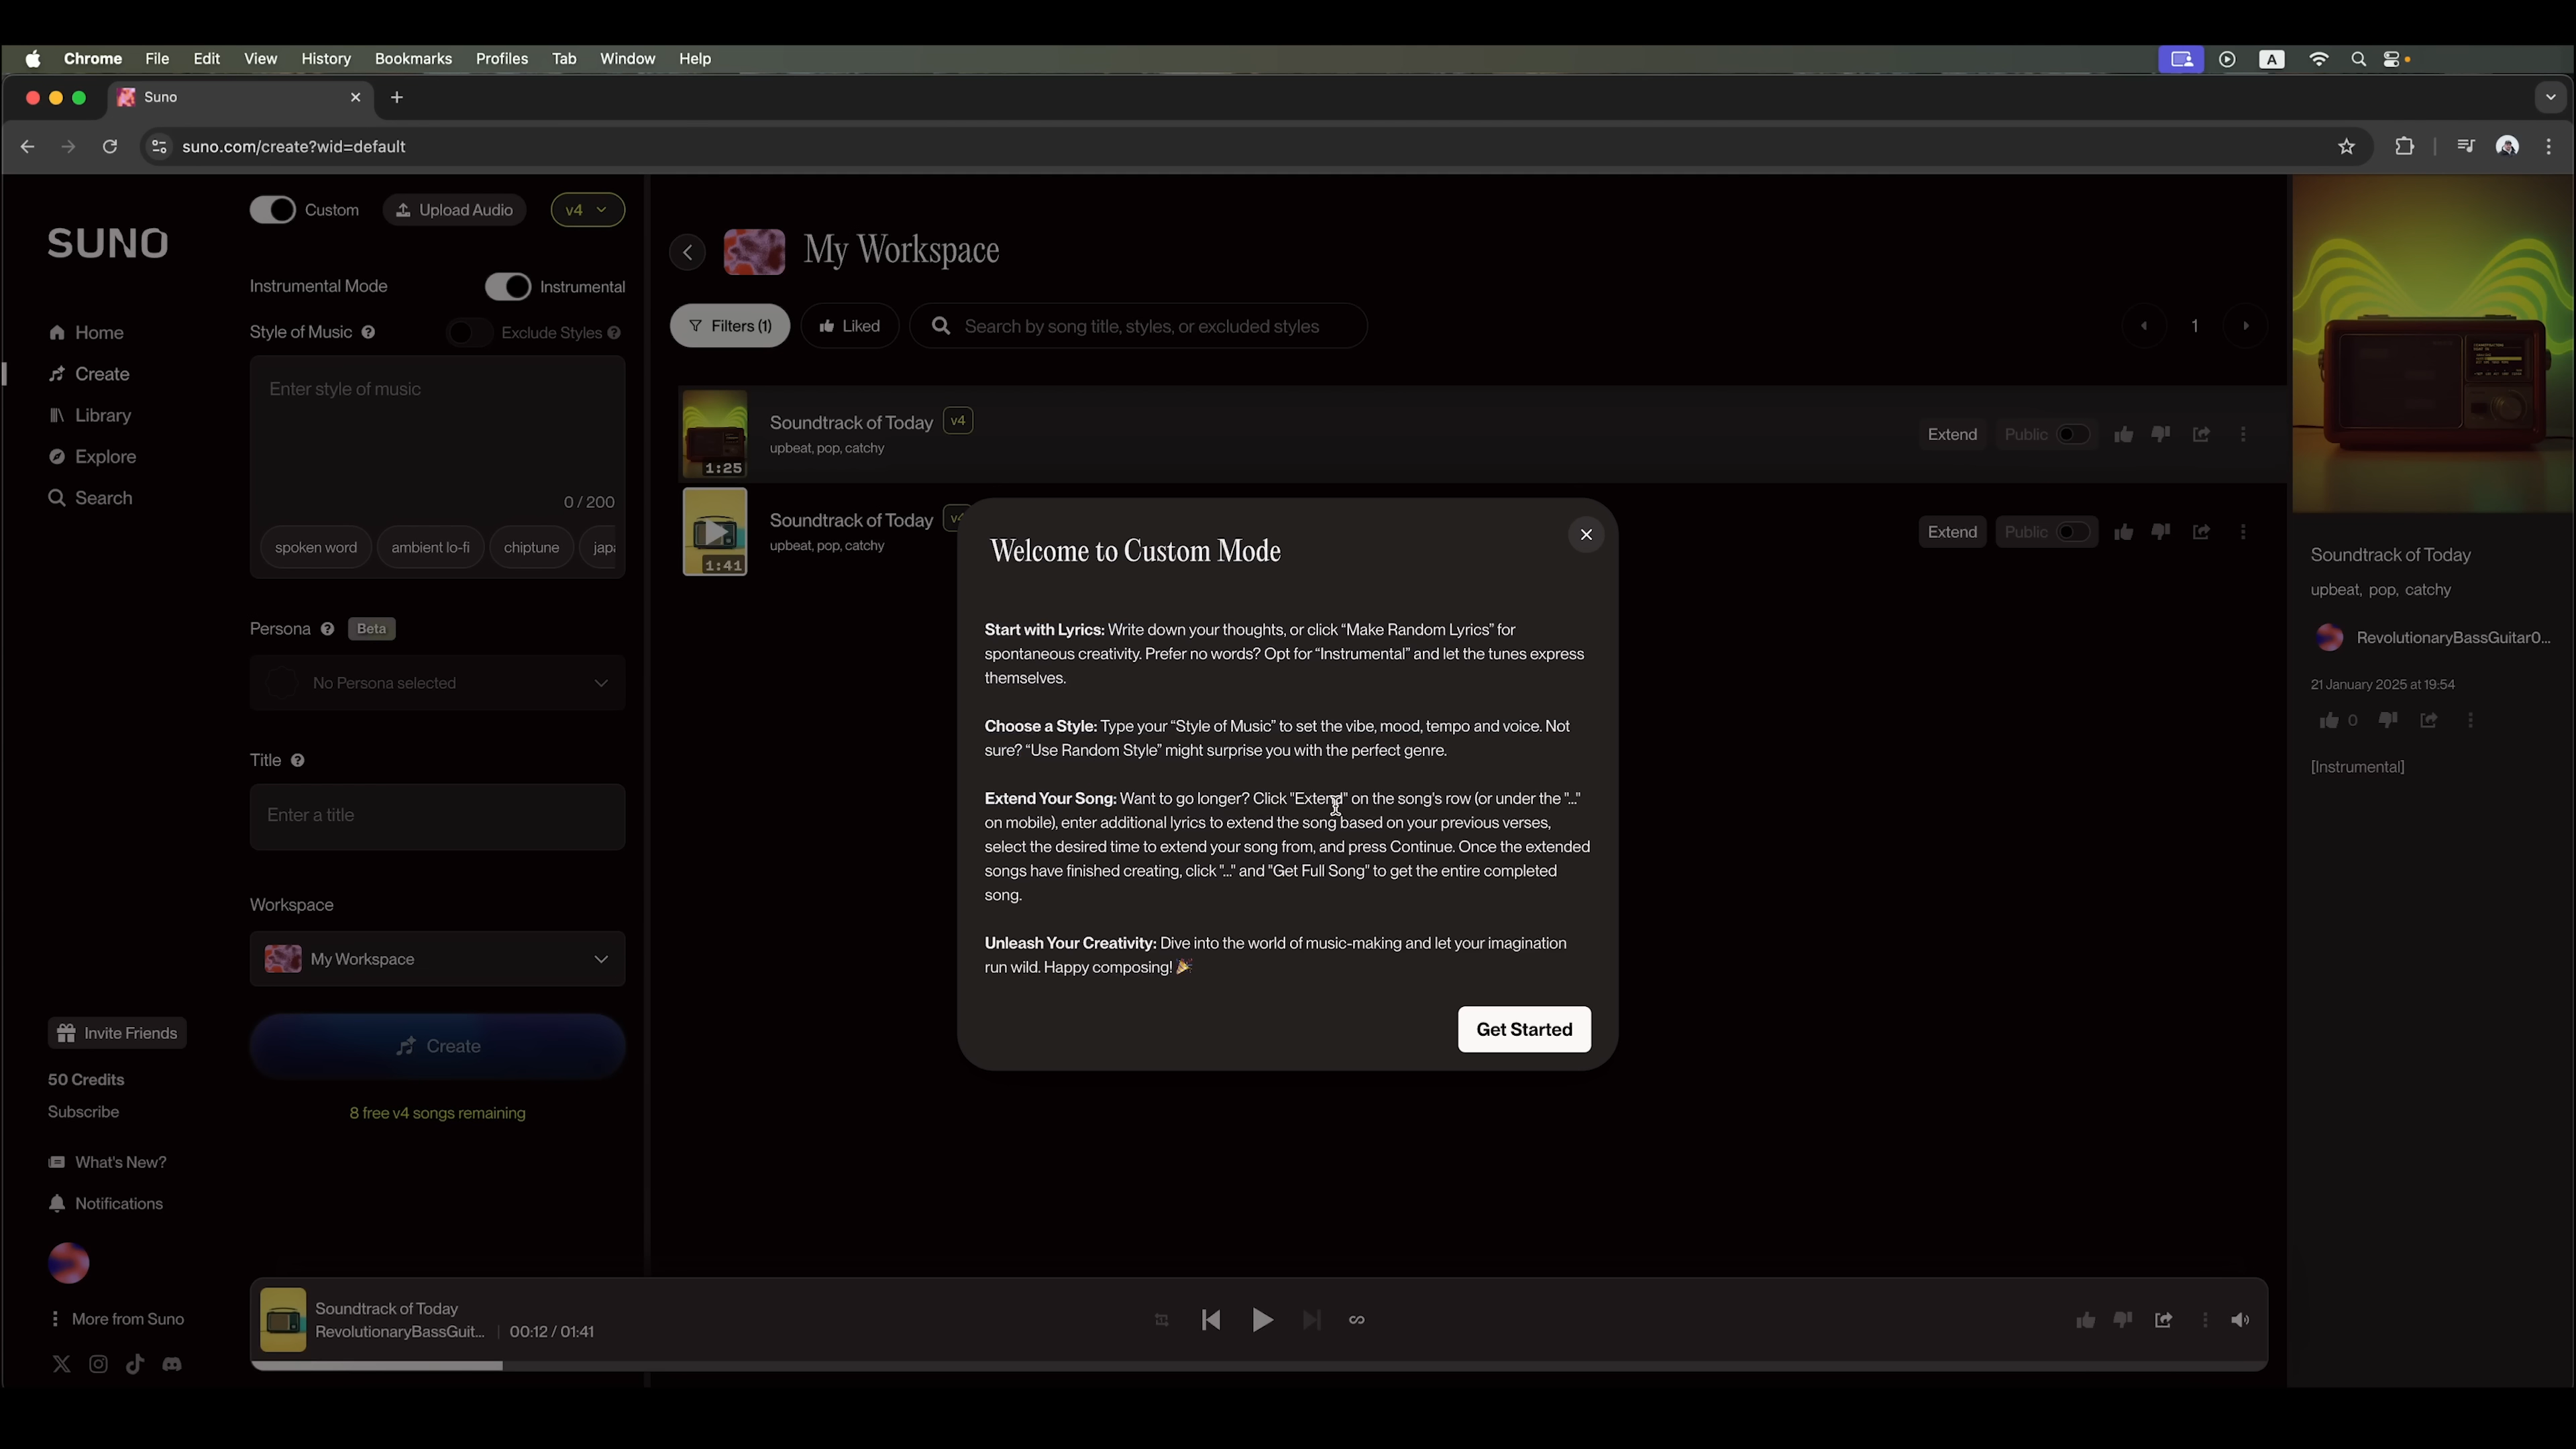 Chrome File Edit View History Bookmarks Profiles Tab Window Help
A
Suno
suno.com/create?wid=default
SUNO
Home
Create
Library
Explore
Search
Invite Friends
50 Credits
Subscribe
What's New?
Notifications
More from Suno
Custom Upload Audio v4
Instrumental Mode Instrumental
Style of Music Exclude Styles
Enter style of music
0 / 200
spoken word ambient lo-fi chiptune japa
Persona Beta
No Persona selected
Title
Enter a title
Workspace
My Workspace
Create
8 free v4 songs remaining
My Workspace
Filters (1) Liked Search by song title, styles, or excluded styles 1
Soundtrack of Today v4
upbeat, pop, catchy
1:25
Extend Public
Soundtrack of Today v4
upbeat, pop, catchy
1:41
Extend Public
Welcome to Custom Mode
Start with Lyrics: Write down your thoughts, or click “Make Random Lyrics” for
spontaneous creativity. Prefer no words? Opt for “Instrumental” and let the tunes express
themselves.
Choose a Style: Type your “Style of Music” to set the vibe, mood, tempo and voice. Not
sure? “Use Random Style” might surprise you with the perfect genre.
Extend Your Song: Want to go longer? Click "Extend" on the song's row (or under the "..."
on mobile), enter additional lyrics to extend the song based on your previous verses,
select the desired time to extend your song from, and press Continue. Once the extended
songs have finished creating, click "..." and "Get Full Song" to get the entire completed
song.
Unleash Your Creativity: Dive into the world of music-making and let your imagination
run wild. Happy composing! 🎉
Get Started
Soundtrack of Today
upbeat, pop, catchy
RevolutionaryBassGuitar0...
21 January 2025 at 19:54
0
[Instrumental]
Soundtrack of Today
RevolutionaryBassGuit... 00:12 / 01:41